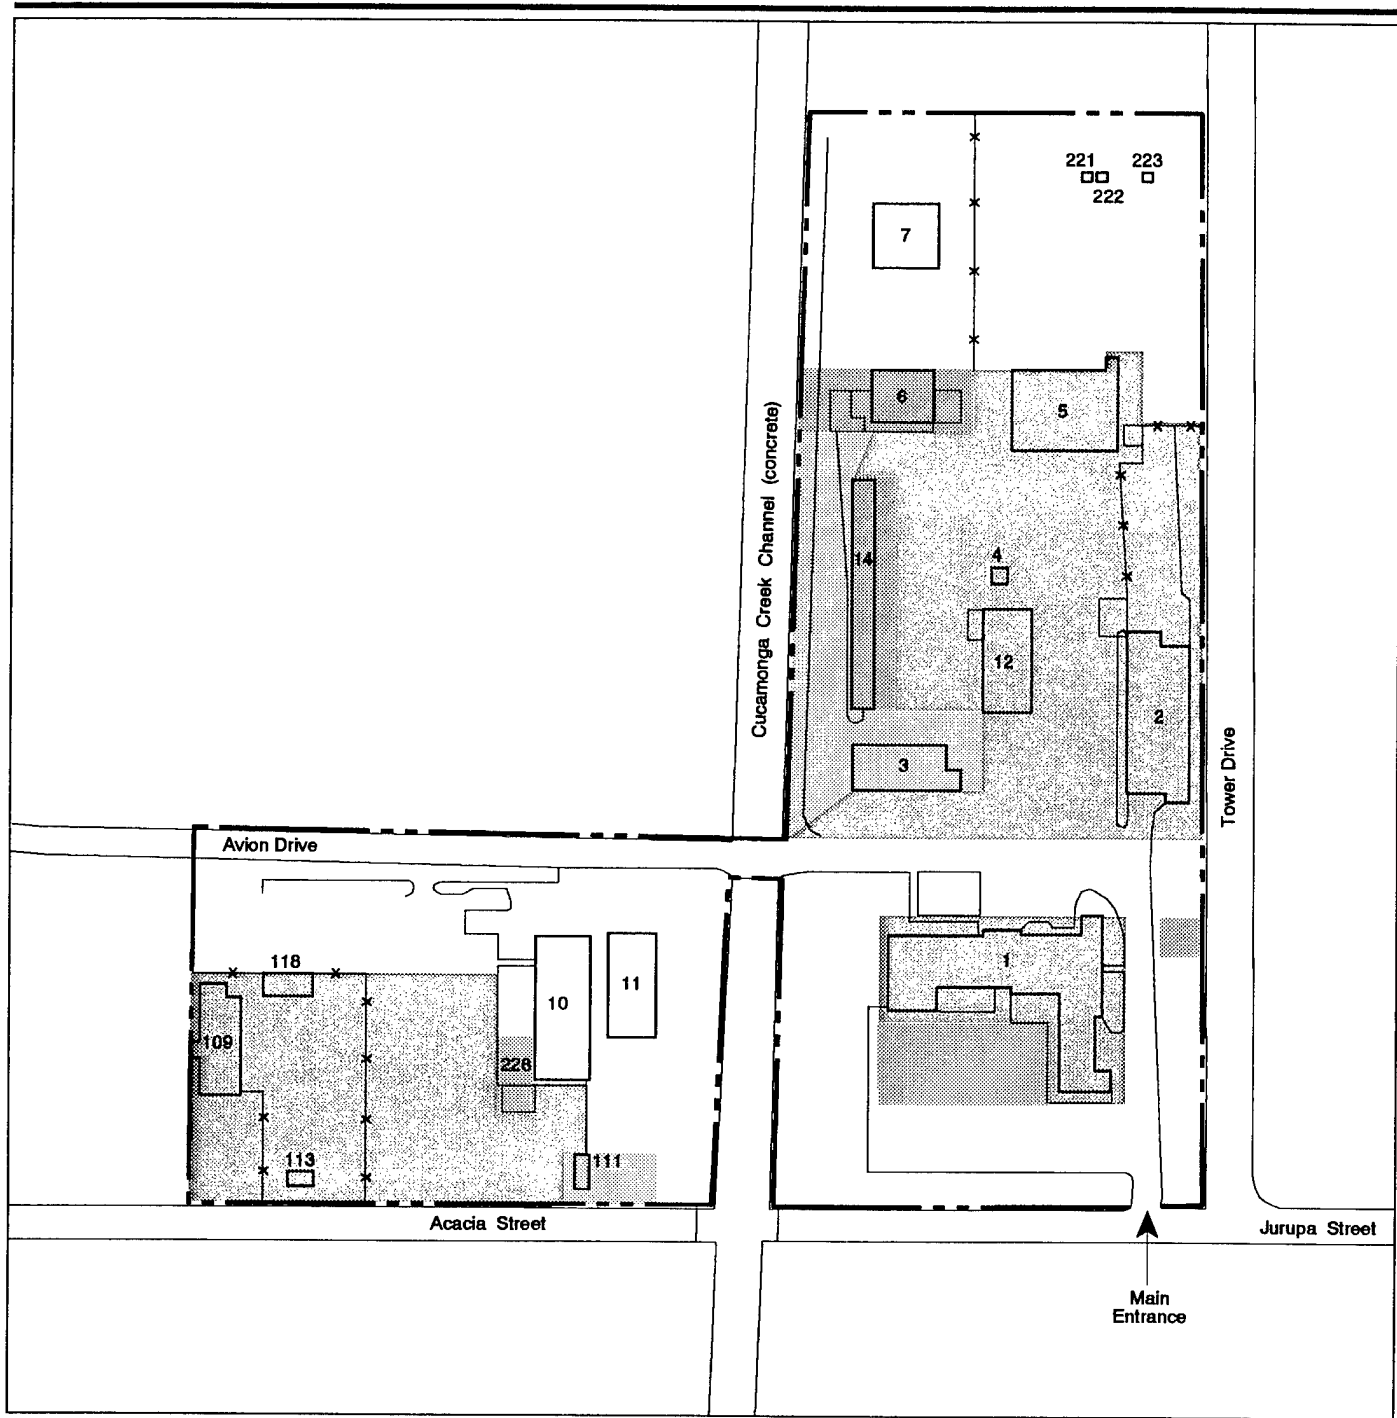 221 223
222
7
6
5
Cucamonga Creek Channel (concrete)
14
4
12
2
3
Tower Drive
Avion Drive
118
1
11
10
109
228
113
111
Acacia Street
Jurupa Street
Main
Entrance